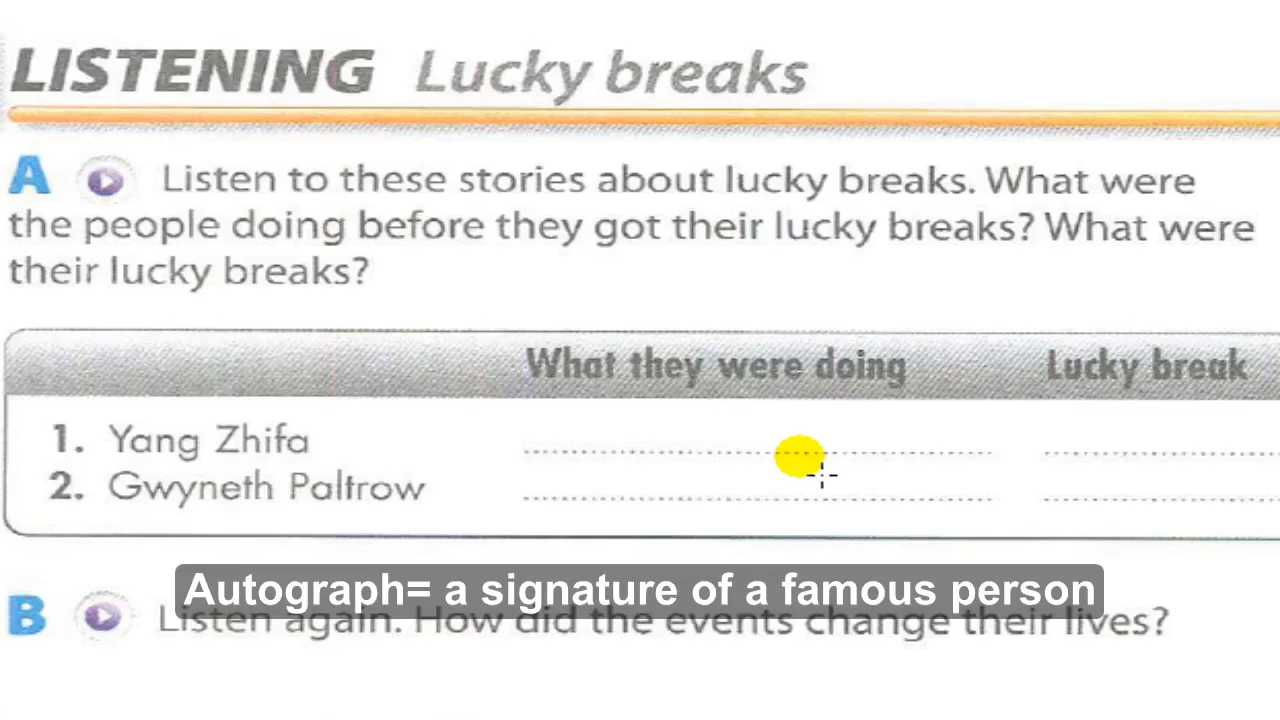 LISTENING Lucky breaks
A Listen to these stories about lucky breaks. What were
the people doing before they got their lucky breaks? What were
their lucky breaks?
What they were doing Lucky break
1. Yang Zhifa
2. Gwyneth Paltrow
Autograph= a signature of a famous person
B Listen again. How did the events change their lives?